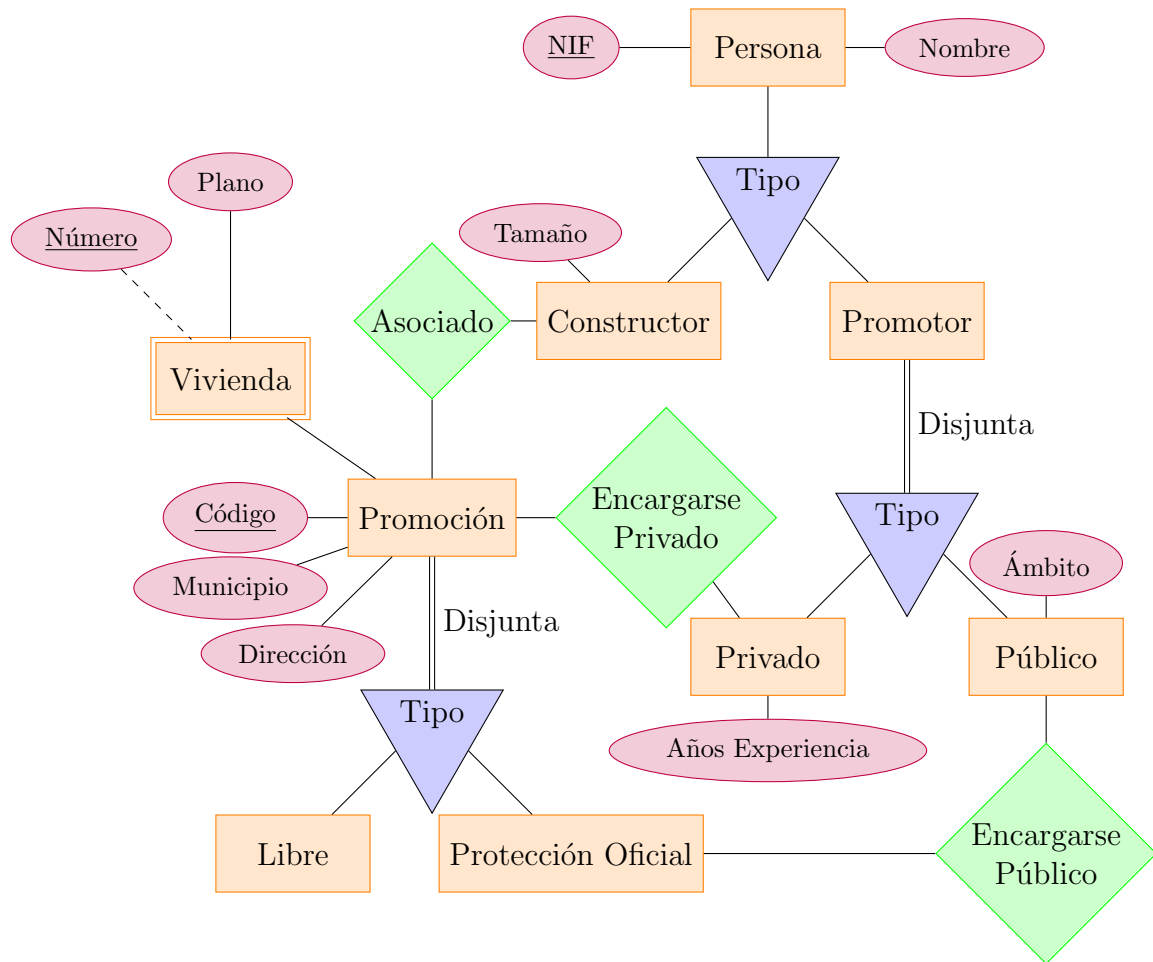 NIF
Persona
Nombre
Tipo
Plano
Número
Tamaño
Asociado
Constructor
Promotor
Vivienda
Disjunta
Encargarse
Privado
Código
Promoción
Tipo
Municipio
Ámbito
Disjunta
Dirección
Privado
Público
Tipo
Años Experiencia
Libre
Protección Oficial
Encargarse
Público